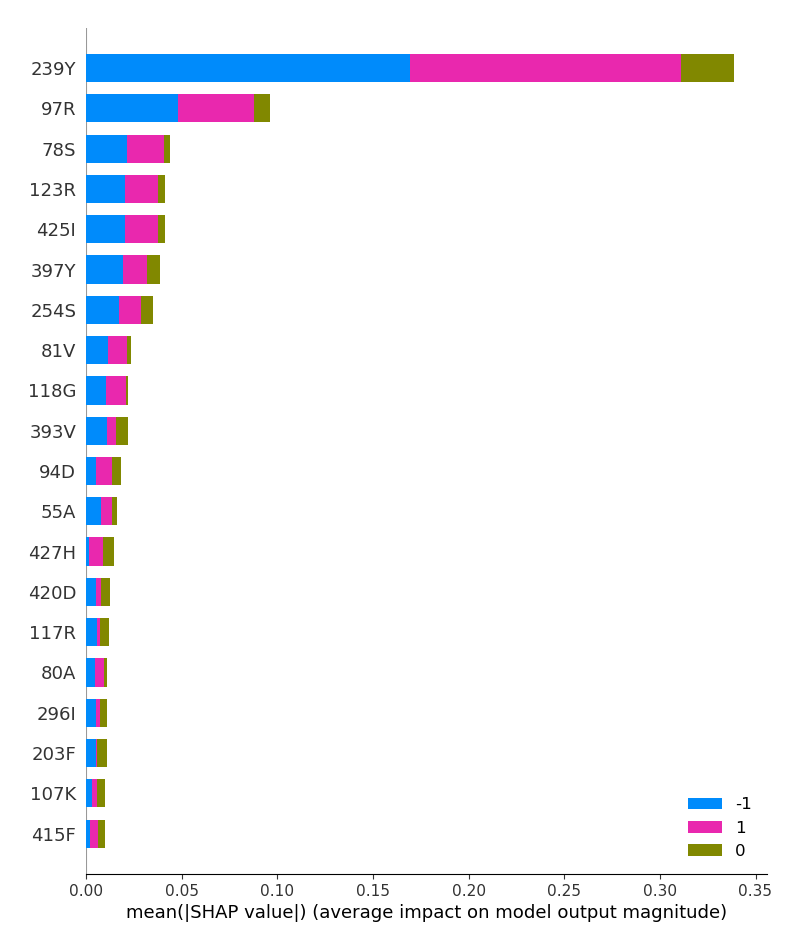 239Y
97R
78S
123R
425I
397Y
254S
81V
118G
393V
94D
55A
427H
420D
117R
80A
296I
203F
107K
415F
-1
1
0
0.00 0.05 0.10 0.15 0.20 0.25 0.30 0.35
mean(|SHAP value|) (average impact on model output magnitude)